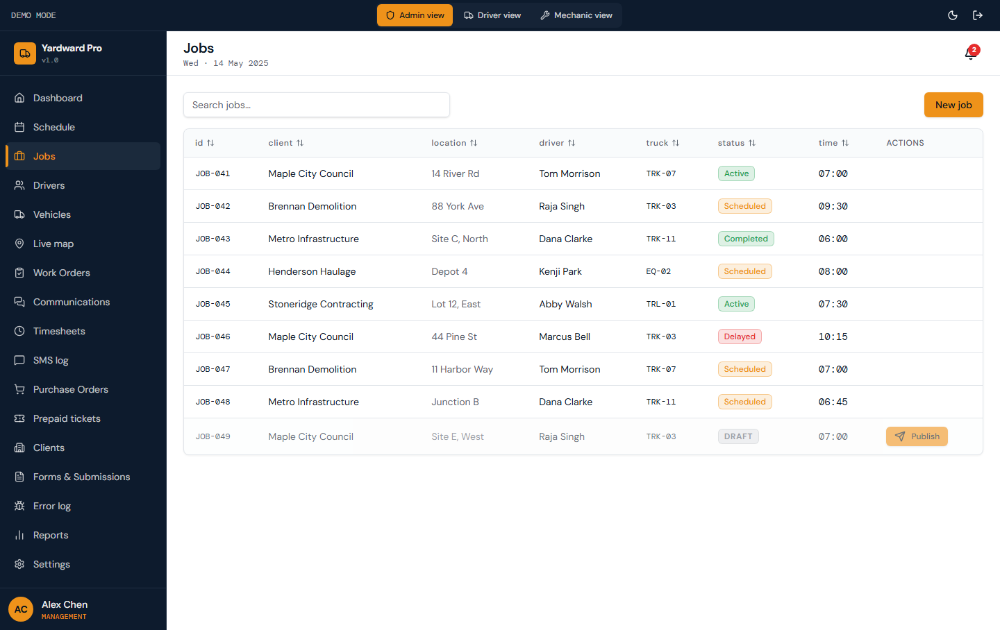 DEMO MODE
Admin view
Driver view
Mechanic view
Yardward Pro
v1.0
Dashboard
Schedule
Jobs
Drivers
Vehicles
Live map
Work Orders
Communications
Timesheets
SMS log
Purchase Orders
Prepaid tickets
Clients
Forms & Submissions
Error log
Reports
Settings
AC
Alex Chen
MANAGEMENT
Jobs
Wed · 14 May 2025
2
Search jobs...
New job
id client location driver truck status time ACTIONS
JOB-041 Maple City Council 14 River Rd Tom Morrison TRK-07 Active 07:00
JOB-042 Brennan Demolition 88 York Ave Raja Singh TRK-03 Scheduled 09:30
JOB-043 Metro Infrastructure Site C, North Dana Clarke TRK-11 Completed 06:00
JOB-044 Henderson Haulage Depot 4 Kenji Park EQ-02 Scheduled 08:00
JOB-045 Stoneridge Contracting Lot 12, East Abby Walsh TRL-01 Active 07:30
JOB-046 Maple City Council 44 Pine St Marcus Bell TRK-03 Delayed 10:15
JOB-047 Brennan Demolition 11 Harbor Way Tom Morrison TRK-07 Scheduled 07:00
JOB-048 Metro Infrastructure Junction B Dana Clarke TRK-11 Scheduled 06:45
JOB-049 Maple City Council Site E, West Raja Singh TRK-03 DRAFT 07:00 Publish